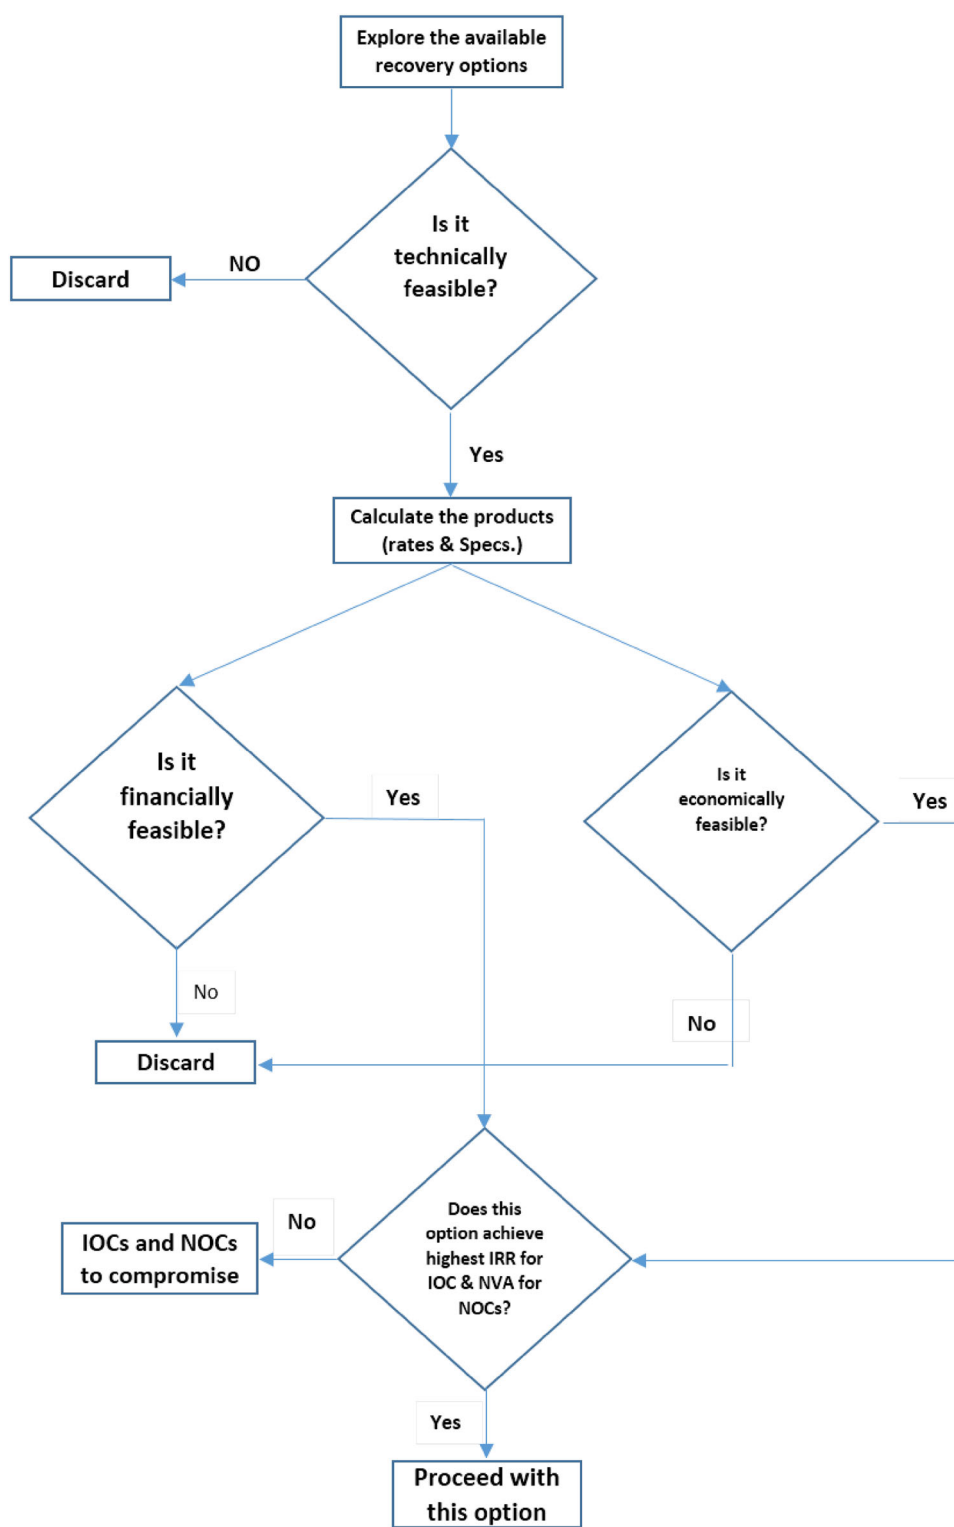 Explore the available
recovery options
Is it
technically
feasible?
NO
Discard
Yes
Calculate the products
(rates & Specs.)
Is it
financially
feasible?
Yes
Is it
economically
feasible?
Yes
No
No
Discard
Does this
option achieve
highest IRR for
IOC & NVA for
NOCs?
No
IOCs and NOCs
to compromise
Yes
Proceed with
this option